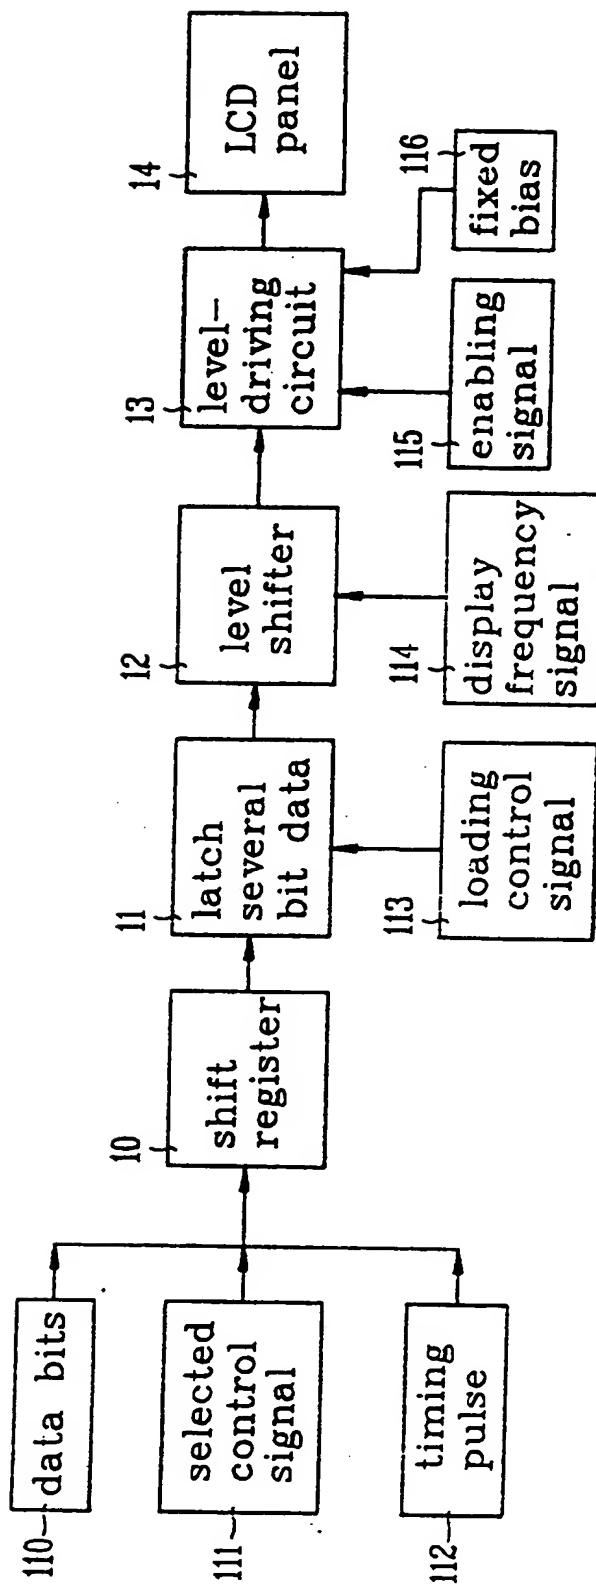 110
data bits
111
selected
control
signal
112
timing
pulse
10
shift
register
11
latch
several
bit data
113
loading
control
signal
12
level
shifter
114
display
frequency
signal
13
level-
driving
circuit
115
enabling
signal
116
fixed
bias
14
LCD
panel